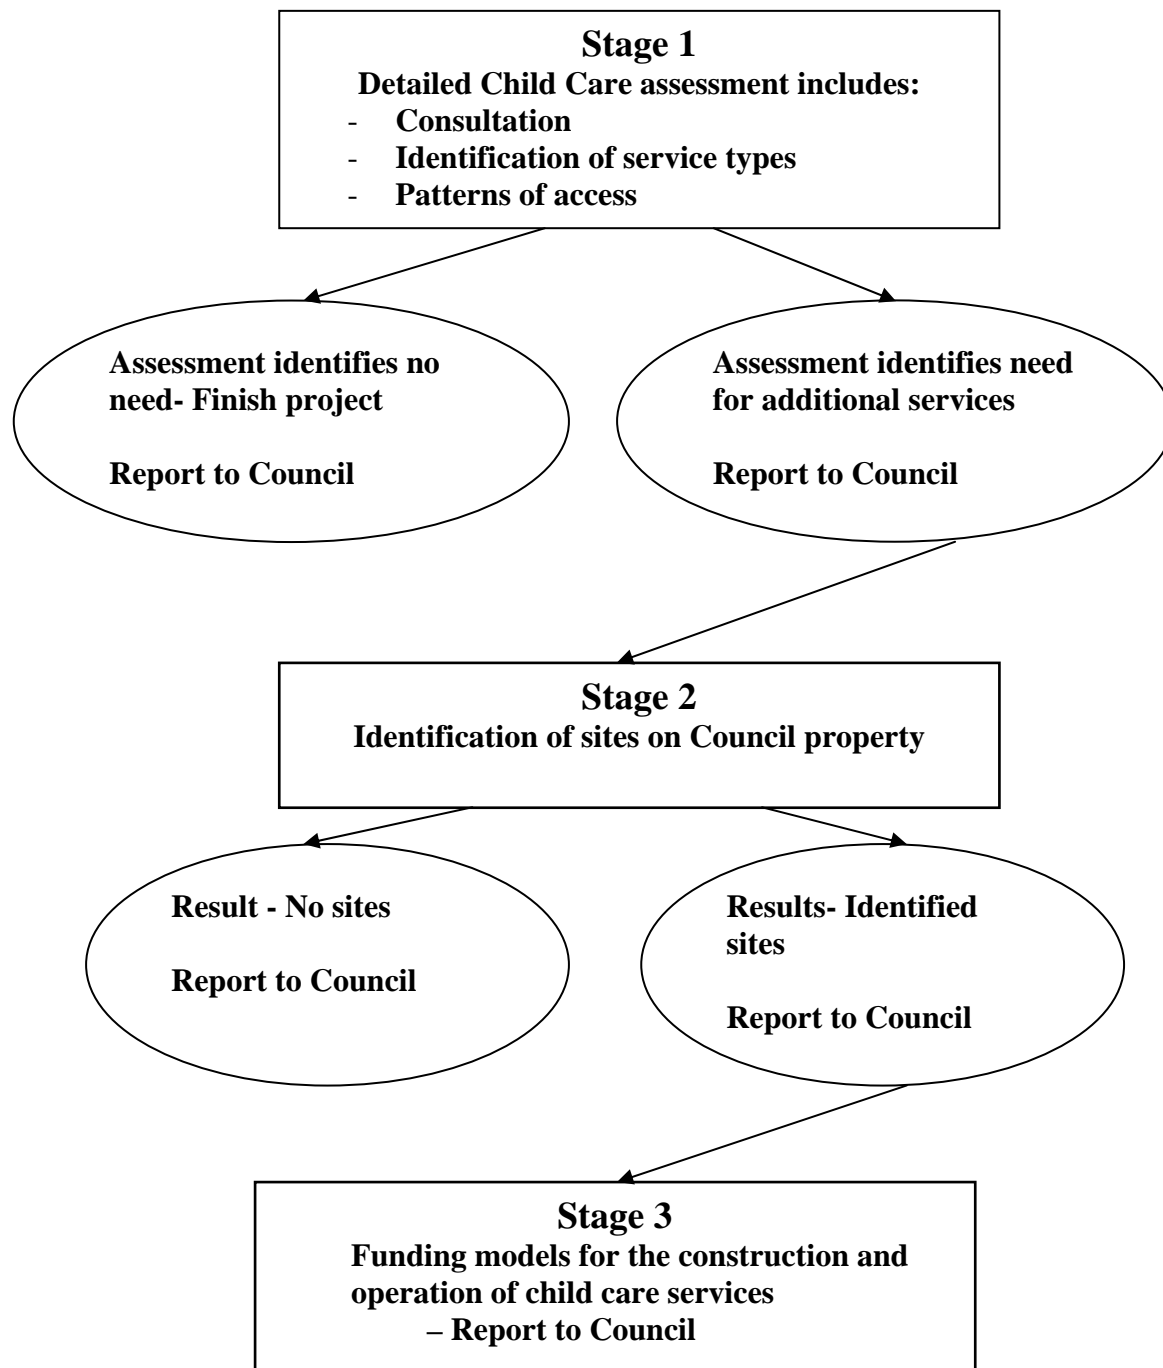 Stage 1
Detailed Child Care assessment includes:
- Consultation
- Identification of service types
- Patterns of access
Assessment identifies no
need- Finish project
Report to Council
Assessment identifies need
for additional services
Report to Council
Stage 2
Identification of sites on Council property
Result - No sites
Report to Council
Results- Identified
sites
Report to Council
Stage 3
Funding models for the construction and
operation of child care services
– Report to Council